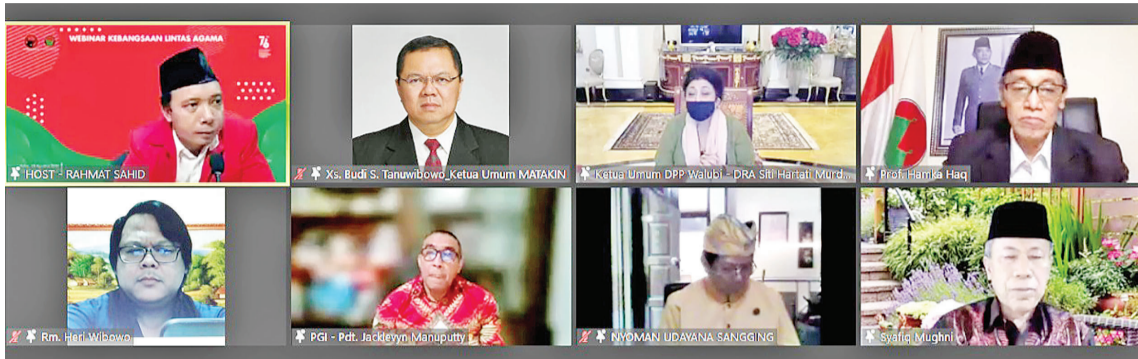 WEBINAR KEBANGSAAN LINTAS AGAMA
76
HOST - RAHMAT SAHID
Xs. Budi S. Tanuwibowo_Ketua Umum MATAKIN
Ketua Umum DPP Walubi - DRA Siti Hartati Murd...
Prof. Hamka Haq
Rm. Heri Wibowo
PGI - Pdt. Jacklevyn Manuputty
NYOMAN UDAYANA SANGGING
Syafiq Mughni